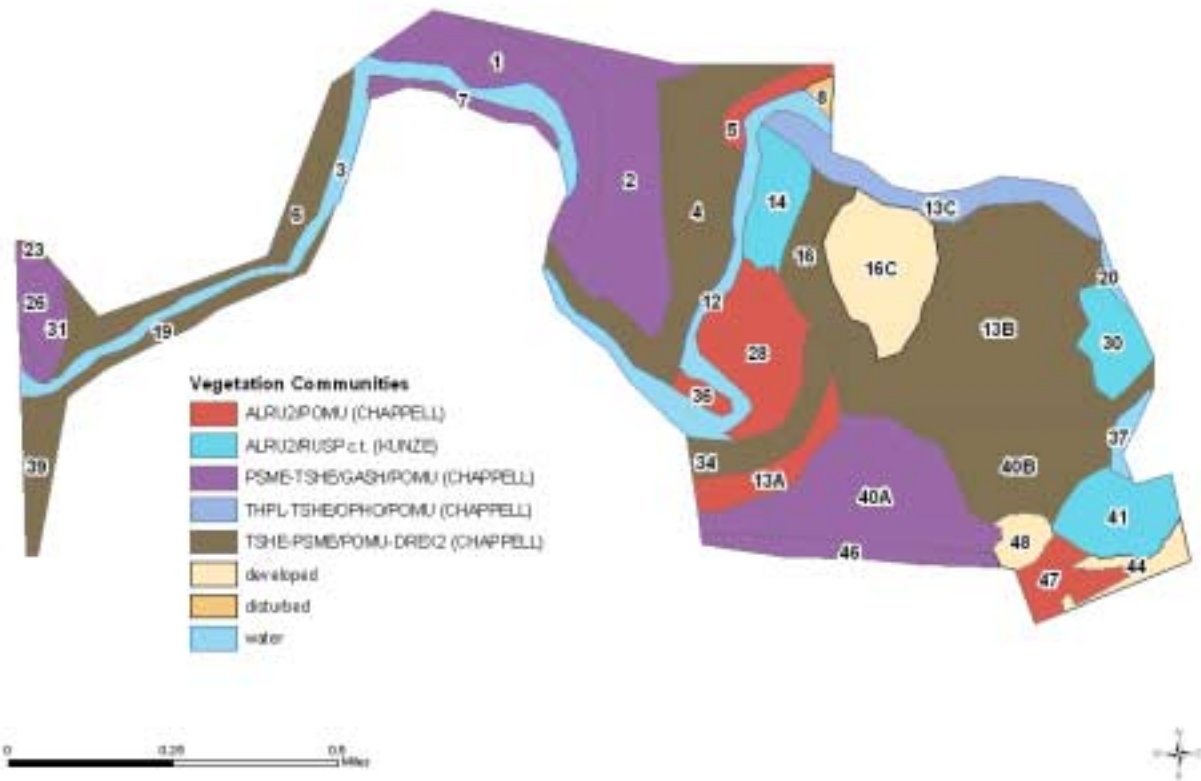 1
7
8
5
3
2
14
4
6
13C
16
16C
23
20
26
12
31
19
13B
30
28
Vegetation Communities
ALRU2/POMU (CHAPPELL)
36
ALRU2/RUSP c.t. (KUNZE)
37
39
PSME-TSHE/GASH/POMU (CHAPPELL)
34
13A
40B
40A
THPL-TSHE/OPHO/POMU (CHAPPELL)
41
TSHE-PSME/POMU-DREX2 (CHAPPELL)
48
46
44
developed
47
disturbed
water
0 0.25 0.5
Miles